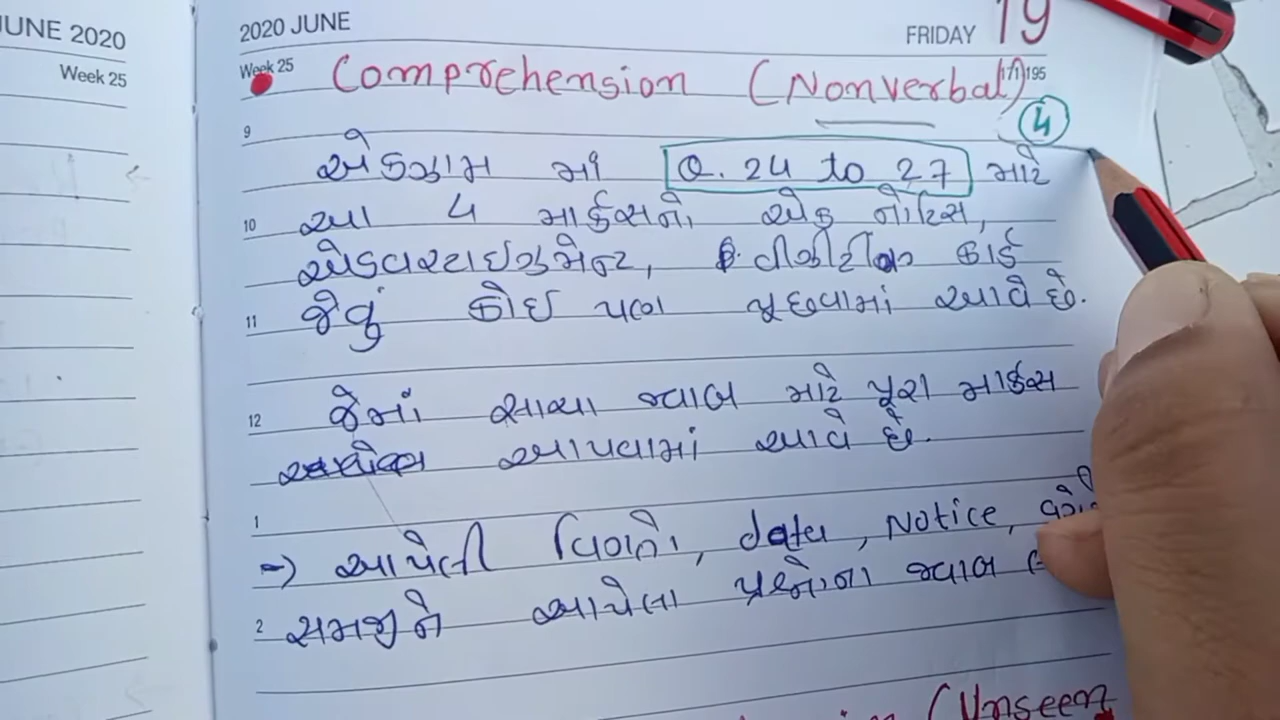 JUNE 2020
Week 25
2020 JUNE
FRIDAY 19
Week 25
171/195
Comprehension (Nonverbal)
4
9
એકઝામ માં Q. 24 to 27 માટે
10
આ 4 માર્કસનો એક નોટિસ,
એડવરટાઇઝમેન્ટ, વીઝીટીંગ કાર્ડ
11
જેવું કોઇ પણ પૂછવામાં આવે છે.
12
જેમાં સાચા જવાબ માટે પૂરા માર્કસ
આપવામાં આવે છે.
1
→ આપેલી વિગતો, data, Notice,
2
સમજીને આપેલા પ્રશ્નોના જવાબ
(Unseen